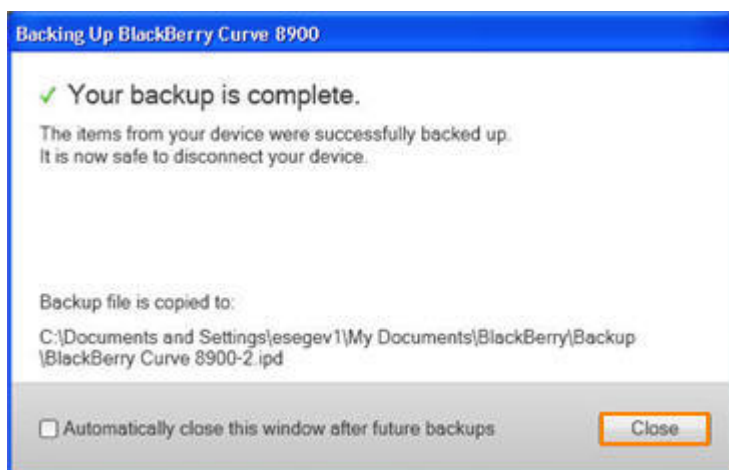 Backing Up BlackBerry Curve 8900
Your backup is complete.
The items from your device were successfully backed up.
It is now safe to disconnect your device.
Backup file is copied to:
C:\Documents and Settings\esegev1\My Documents\BlackBerry\Backup
\BlackBerry Curve 8900-2.ipd
Automatically close this window after future backups
Close